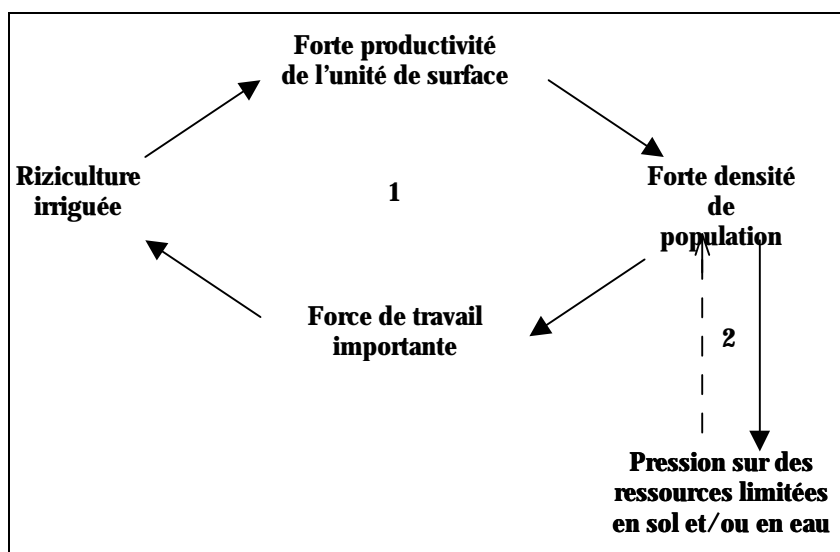 Forte productivité
de l'unité de surface
Riziculture
irriguée
1
Forte densité
de
population
Force de travail
importante
2
Pression sur des
ressources limitées
en sol et/ou en eau